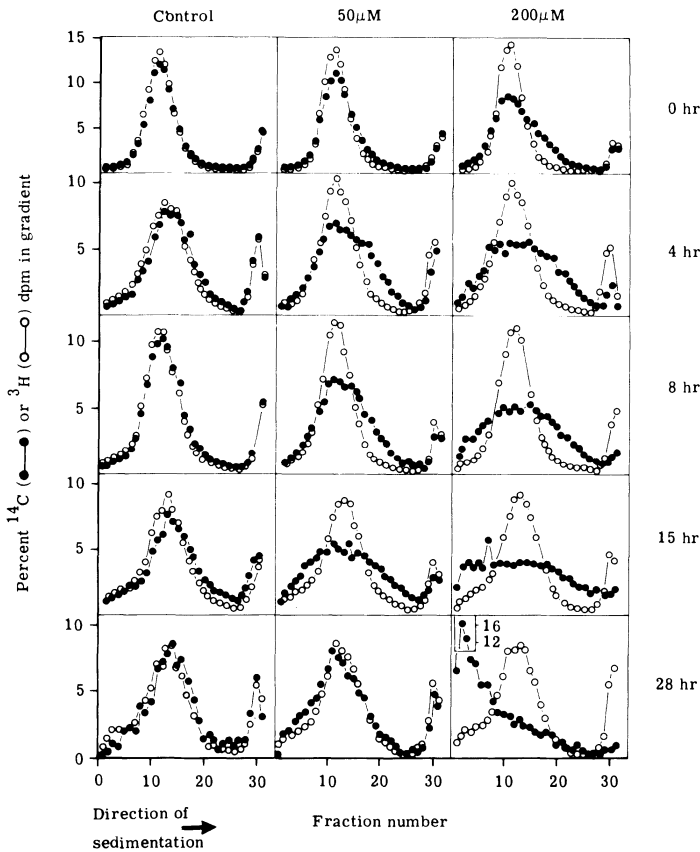 Control 50μM 200μM
15
10
5
0 hr
10
5
4 hr
10
5
8 hr
10
5
15 hr
10
5
0
16
12
28 hr
0 10 20 30 10 20 30 10 20 30
Percent ¹⁴C (●—●) or ³H (○—○) dpm in gradient
Direction of
sedimentation →
Fraction number